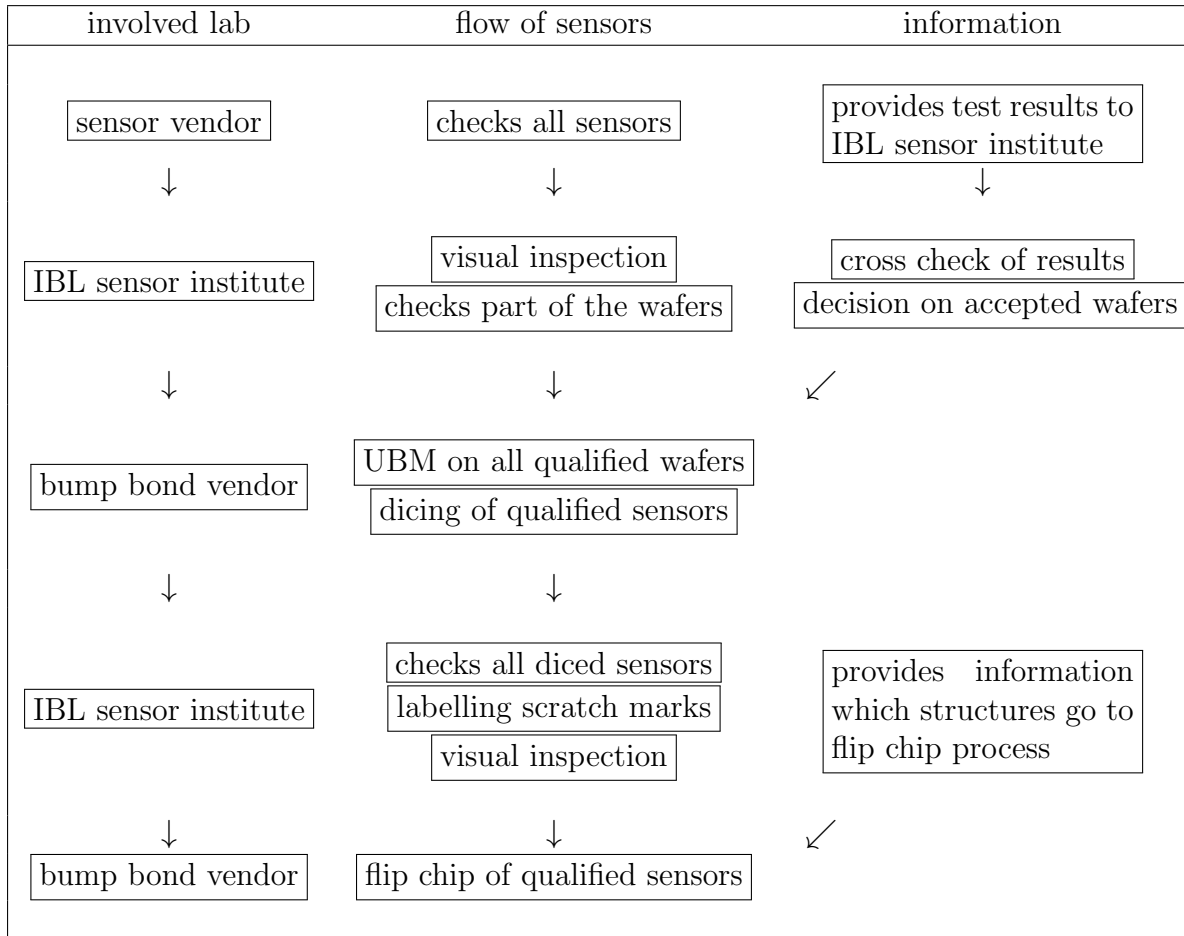 involved lab flow of sensors information
sensor vendor checks all sensors provides test results to
IBL sensor institute
↓ ↓ ↓
IBL sensor institute visual inspection cross check of results
checks part of the wafers decision on accepted wafers
↓ ↓ ↙
bump bond vendor UBM on all qualified wafers
dicing of qualified sensors
↓ ↓
IBL sensor institute checks all diced sensors provides information
labelling scratch marks which structures go to
visual inspection flip chip process
↓ ↓ ↙
bump bond vendor flip chip of qualified sensors